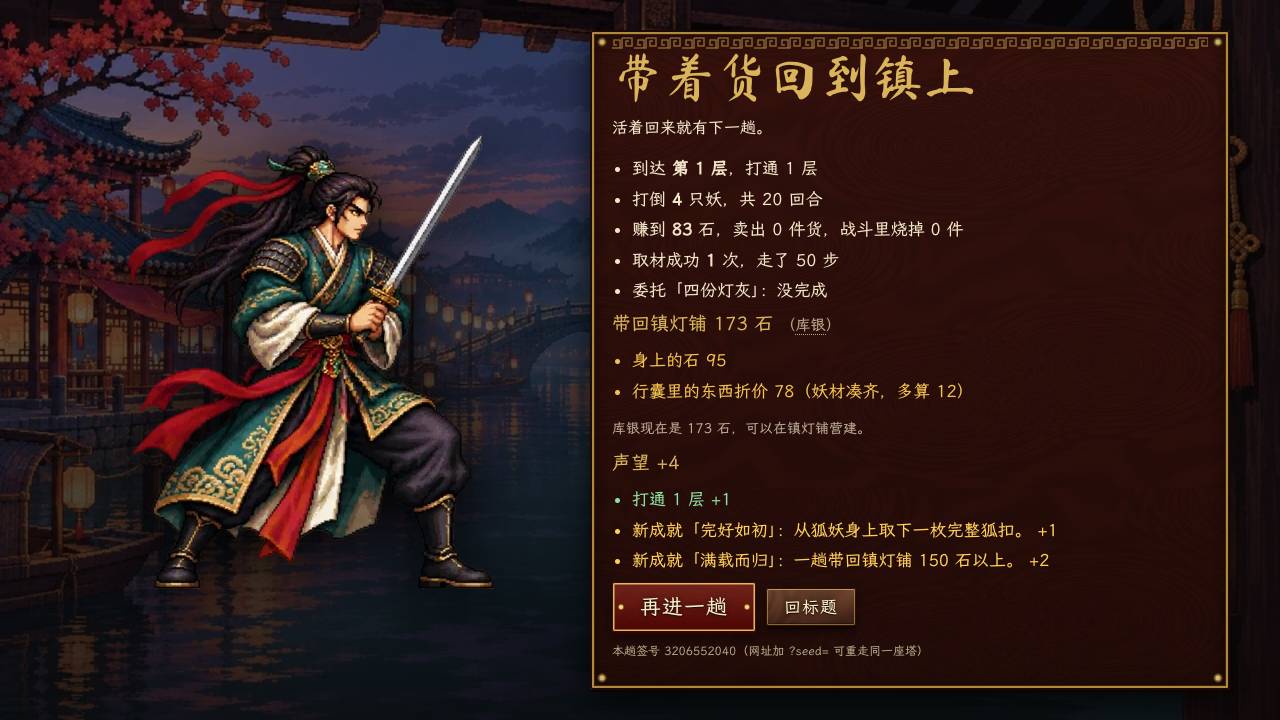 带着货回到镇上
活着回来就有下一趟。
• 到达 第 1 层，打通 1 层
• 打倒 4 只妖，共 20 回合
• 赚到 83 石，卖出 0 件货，战斗里烧掉 0 件
• 取材成功 1 次，走了 50 步
• 委托「四份灯灰」：没完成
带回镇灯铺 173 石 （库银）
• 身上的石 95
• 行囊里的东西折价 78（妖材凑齐，多算 12）
库银现在是 173 石，可以在镇灯铺营建。
声望 +4
• 打通 1 层 +1
• 新成就「完好如初」：从狐妖身上取下一枚完整狐扣。 +1
• 新成就「满载而归」：一趟带回镇灯铺 150 石以上。 +2
再进一趟 回标题
本趟签号 3206552040（网址加 ?seed= 可重走同一座塔）